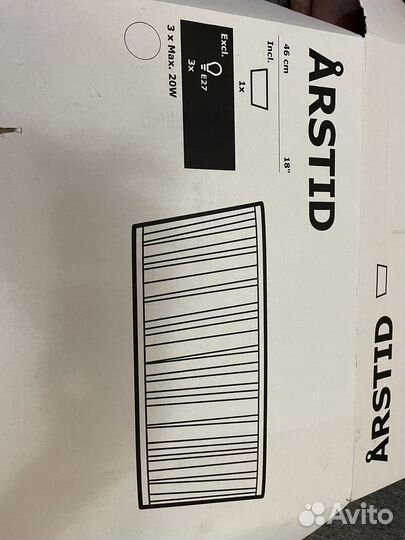 ÅRSTID
46 cm
18"
Incl.
1x
Excl.
E27
3x
3 x Max. 20W
ÅRSTID
Avito